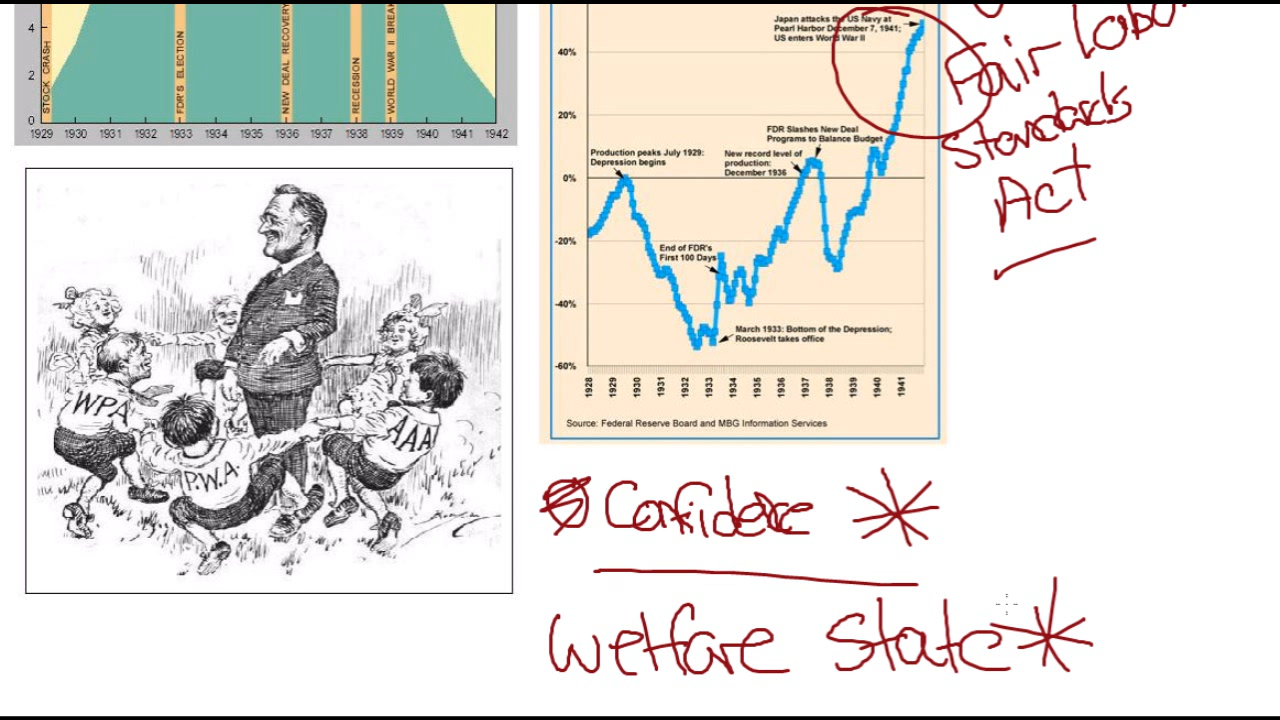 4
2
0
STOCK CRASH
FDR'S ELECTION
NEW DEAL RECOVERY
RECESSION
WORLD WAR II BREAK
1929 1930 1931 1932 1933 1934 1935 1936 1937 1938 1939 1940 1941 1942
Japan attacks the US Navy at
Pearl Harbor December 7, 1941;
US enters World War II
40%
20%
0%
-20%
-40%
-60%
FDR Slashes New Deal
Programs to Balance Budget
Production peaks July 1929:
Depression begins
New record level of
production:
December 1936
End of FDR's
First 100 Days
March 1933: Bottom of the Depression;
Roosevelt takes office
1928 1929 1930 1931 1932 1933 1934 1935 1936 1937 1938 1939 1940 1941
Source: Federal Reserve Board and MBG Information Services
Fair Labor
Standards
Act
WPA
P.W.A.
AAA
Confidence
welfare state